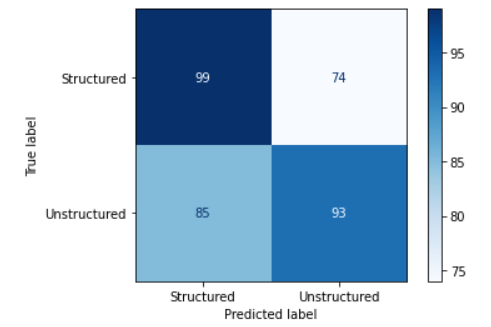 Structured
99
74
95
90
85
80
75
True label
Unstructured
85
93
Structured
Unstructured
Predicted label